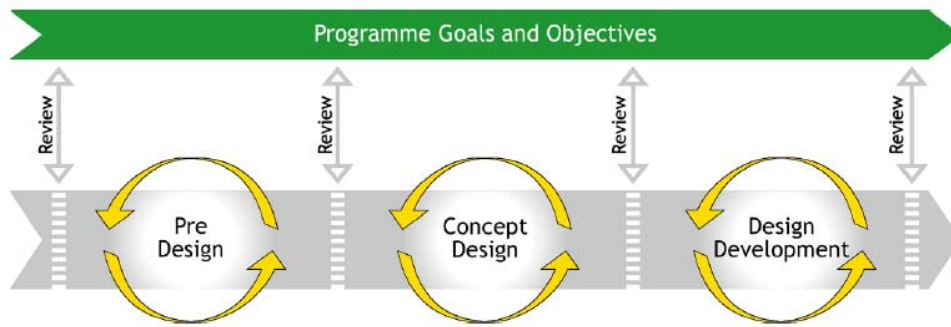 Programme Goals and Objectives
Review
Review
Review
Review
Pre
Design
Concept
Design
Design
Development